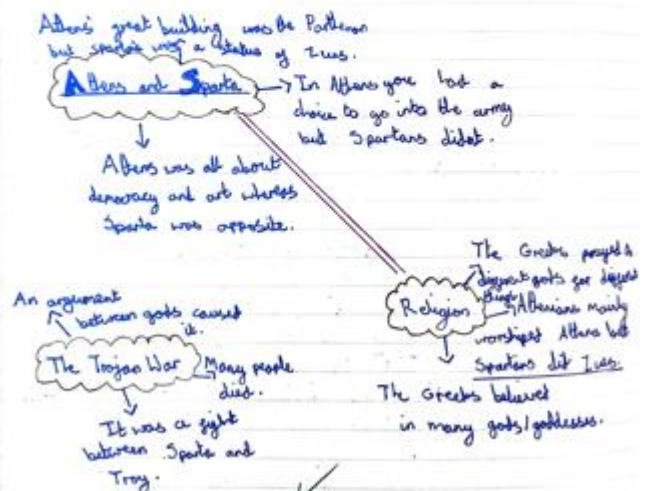 Athens' great building was the Parthenon
but sparta's was a statue of Zues.
Athens and Sparta
In Athens you had a
choice to go into the army
but Spartans didnt.
Athens was all about
democracy and art whereas
Sparta was opposite.
The Greeks prayed to
different gods for different
things
Athenians mainly
worshipped Athena but
Spartans did Zues.
Religion
The Greeks believed
in many gods/goddesses.
An argument
between gods caused
it.
The Trojan War
Many people
died.
It was a fight
between Sparta and
Troy.